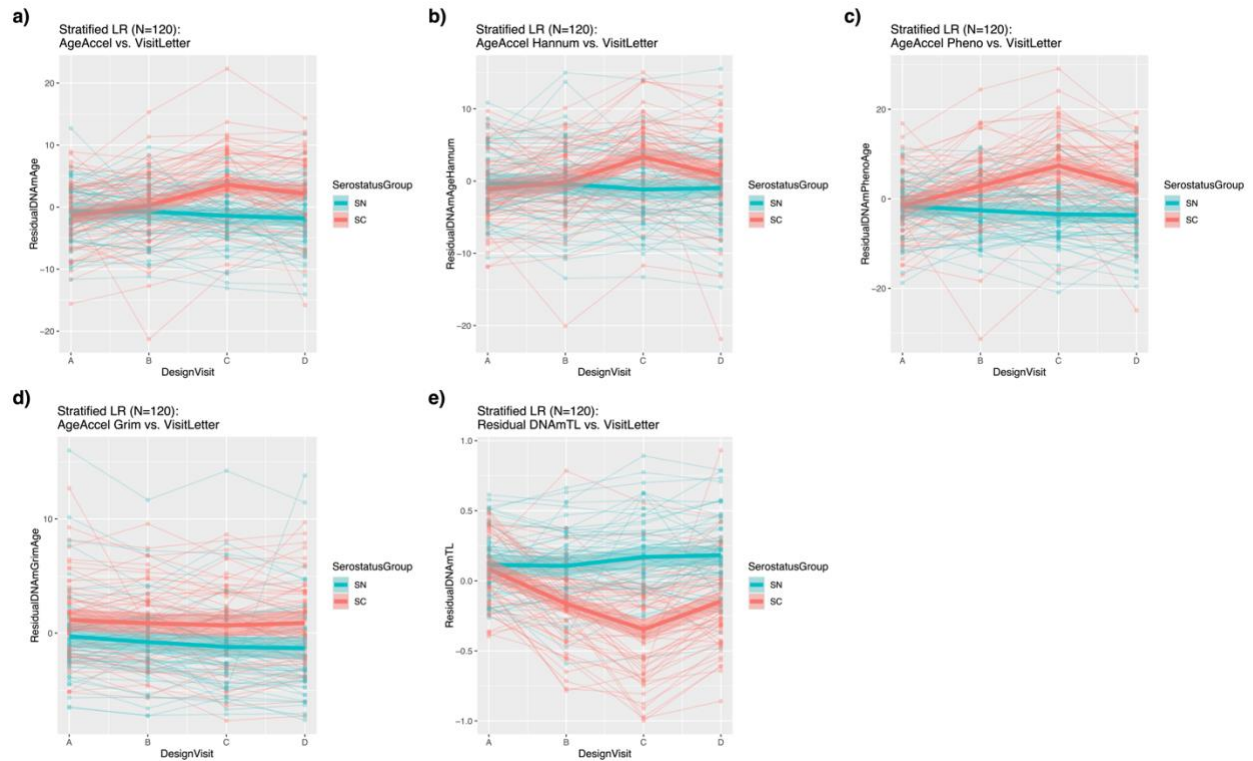 a)
Stratified LR (N=120):
AgeAccel vs. VisitLetter
ResidualDNAmAge
20
10
0
−10
−20
A B C D
DesignVisit
SerostatusGroup
SN
SC
b)
Stratified LR (N=120):
AgeAccel Hannum vs. VisitLetter
ResidualDNAmAgeHannum
10
0
−10
−20
A B C D
DesignVisit
SerostatusGroup
SN
SC
c)
Stratified LR (N=120):
AgeAccel Pheno vs. VisitLetter
ResidualDNAmPhenoAge
20
0
−20
A B C D
DesignVisit
SerostatusGroup
SN
SC
d)
Stratified LR (N=120):
AgeAccel Grim vs. VisitLetter
ResidualDNAmGrimAge
10
0
A B C D
DesignVisit
SerostatusGroup
SN
SC
e)
Stratified LR (N=120):
Residual DNAmTL vs. VisitLetter
ResidualDNAmTL
1.0
0.5
0.0
−0.5
−1.0
A B C D
DesignVisit
SerostatusGroup
SN
SC